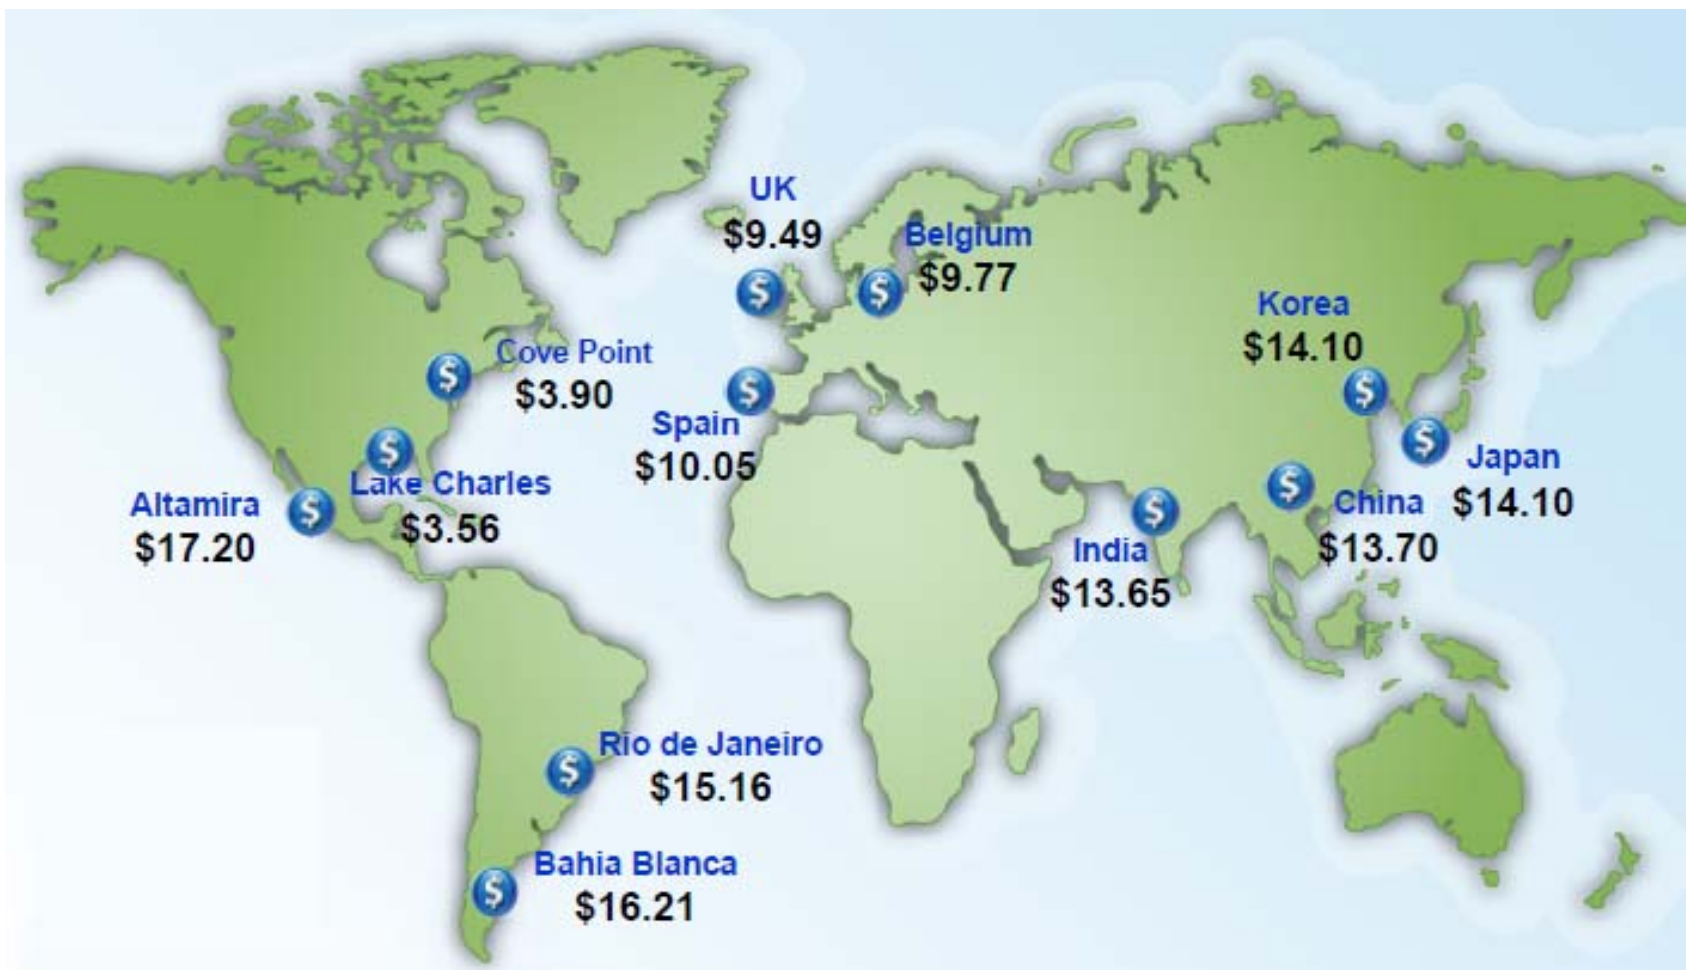 UK
$9.49
Belgium
$9.77
Korea
$14.10
Cove Point
$3.90
Spain
$10.05
Japan
$14.10
Lake Charles
$3.56
Altamira
$17.20
China
$13.70
India
$13.65
Rio de Janeiro
$15.16
Bahia Blanca
$16.21
$
$
$
$
$
$
$
$
$
$
$
$